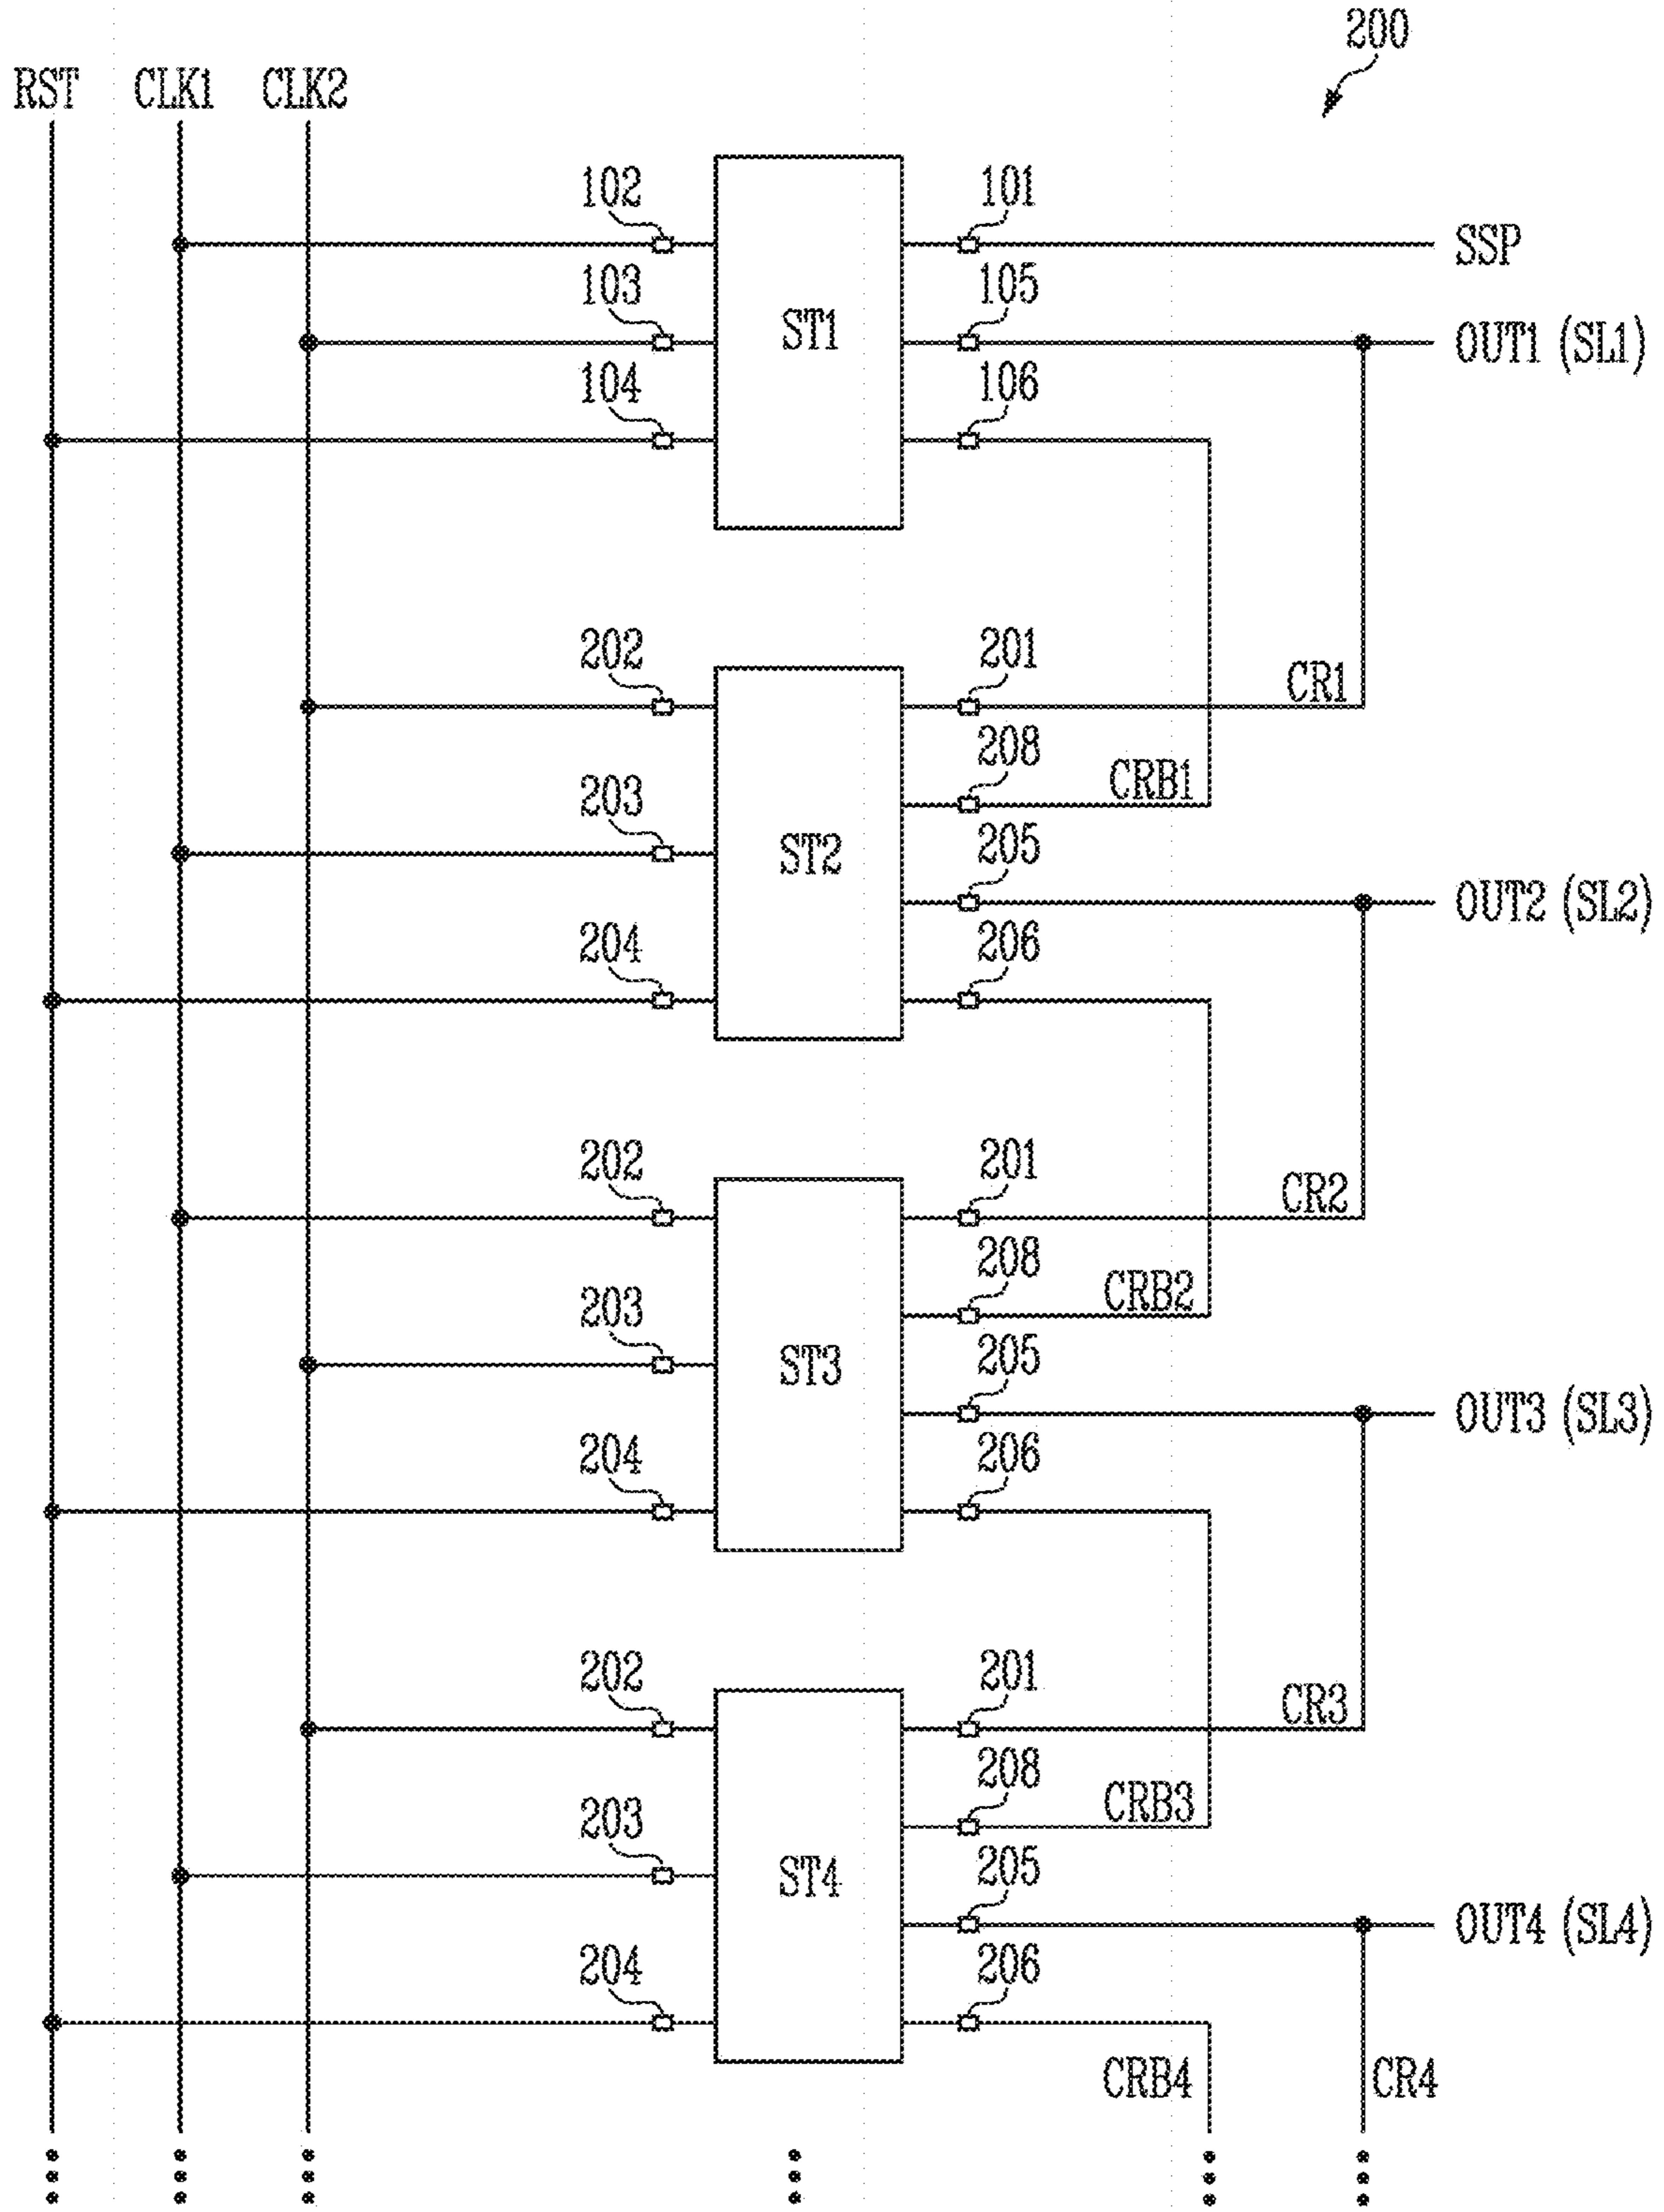 200
RST CLK1 CLK2
102 101
SSP
103 105
ST1
OUT1 (SL1)
104 106
202 201
CR1
208
CRB1
203
205
ST2
OUT2 (SL2)
204 206
202 201
CR2
208
CRB2
203
205
ST3
OUT3 (SL3)
204 206
202 201
CR3
208
CRB3
203
205
ST4
OUT4 (SL4)
204 206
CRB4 CR4